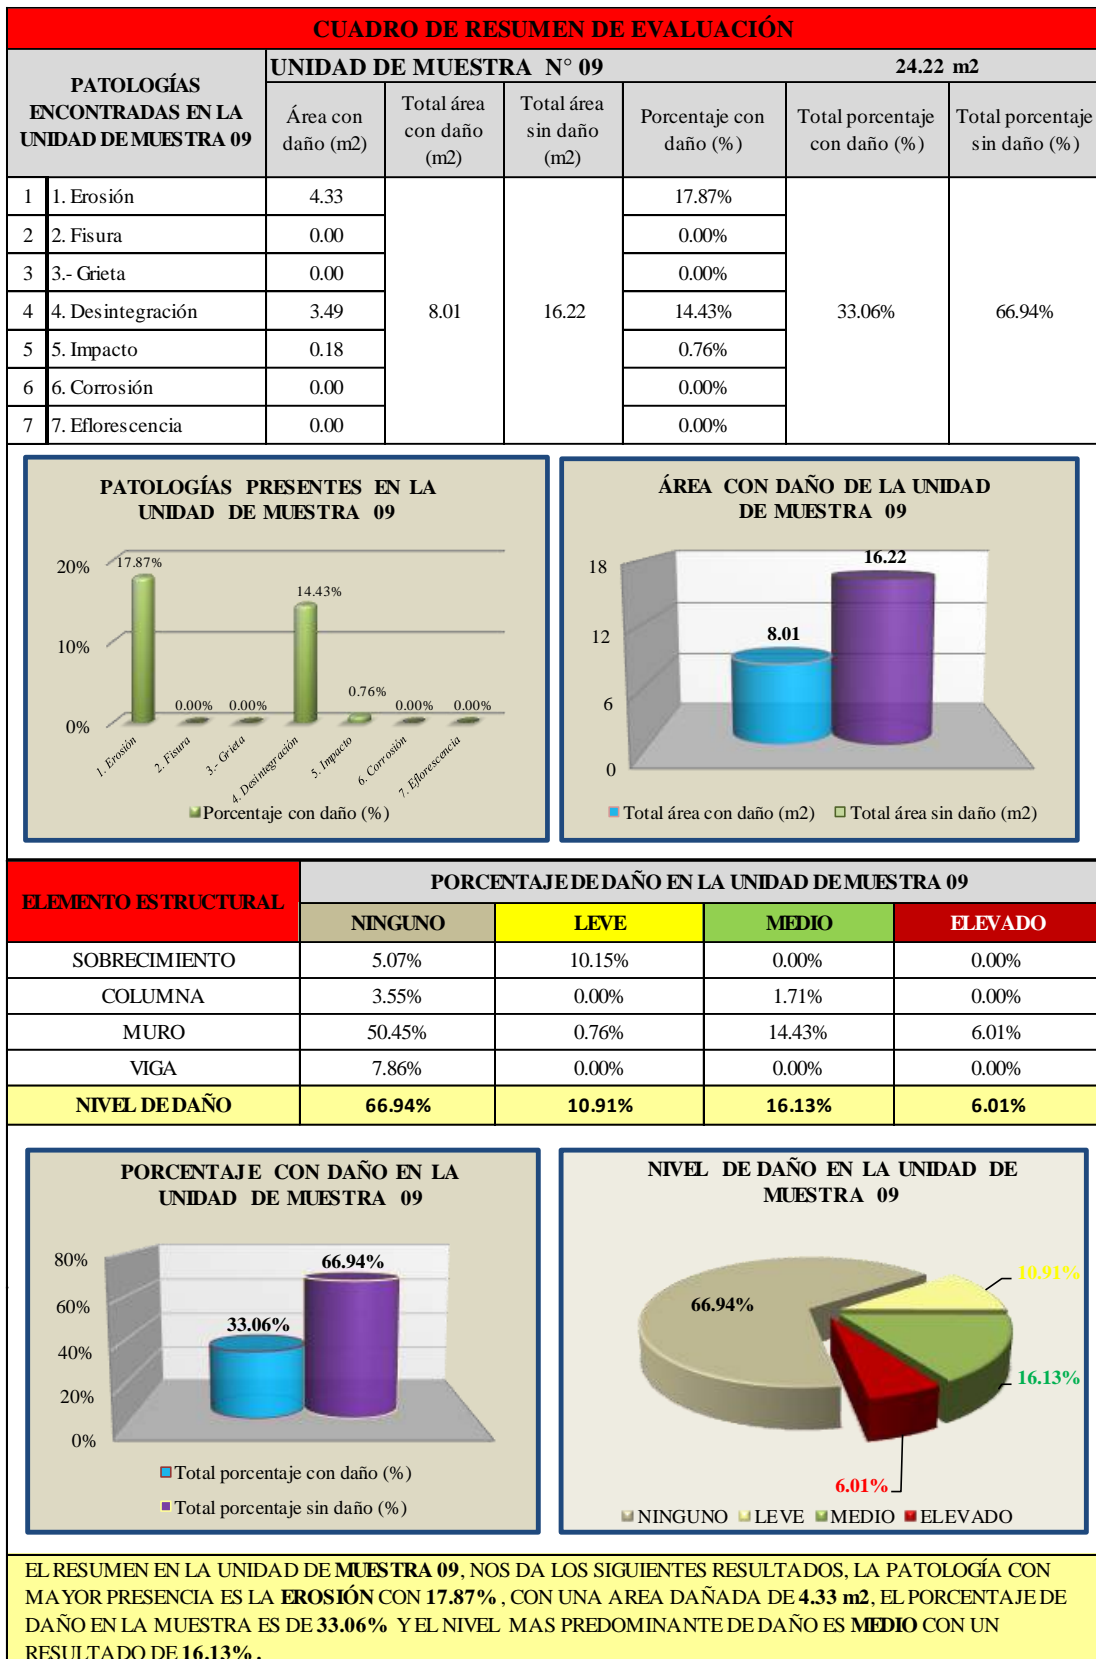 CUADRO DE RESUMEN DE EVALUACIÓN
PATOLOGÍAS ENCONTRADAS EN LA UNIDAD DE MUESTRA 09
UNIDAD DE MUESTRA N° 09 24.22 m2
Área con daño (m2) Total área con daño (m2) Total área sin daño (m2) Porcentaje con daño (%) Total porcentaje con daño (%) Total porcentaje sin daño (%)
1 1. Erosión 4.33 17.87%
2 2. Fisura 0.00 0.00%
3 3.- Grieta 0.00 0.00%
4 4. Desintegración 3.49 8.01 16.22 14.43% 33.06% 66.94%
5 5. Impacto 0.18 0.76%
6 6. Corrosión 0.00 0.00%
7 7. Eflorescencia 0.00 0.00%
PATOLOGÍAS PRESENTES EN LA
UNIDAD DE MUESTRA 09
20%
10%
0%
17.87%
0.00%
0.00%
14.43%
0.76%
0.00%
0.00%
1. Erosión
2. Fisura
3.- Grieta
4. Desintegración
5. Impacto
6. Corrosión
7. Eflorescencia
Porcentaje con daño (%)
ÁREA CON DAÑO DE LA UNIDAD
DE MUESTRA 09
18
12
6
0
8.01
16.22
Total área con daño (m2) Total área sin daño (m2)
ELEMENTO ESTRUCTURAL
PORCENTAJE DE DAÑO EN LA UNIDAD DE MUESTRA 09
NINGUNO LEVE MEDIO ELEVADO
SOBRECIMIENTO 5.07% 10.15% 0.00% 0.00%
COLUMNA 3.55% 0.00% 1.71% 0.00%
MURO 50.45% 0.76% 14.43% 6.01%
VIGA 7.86% 0.00% 0.00% 0.00%
NIVEL DE DAÑO 66.94% 10.91% 16.13% 6.01%
PORCENTAJE CON DAÑO EN LA
UNIDAD DE MUESTRA 09
80%
60%
40%
20%
0%
33.06%
66.94%
Total porcentaje con daño (%)
Total porcentaje sin daño (%)
NIVEL DE DAÑO EN LA UNIDAD DE
MUESTRA 09
66.94%
10.91%
16.13%
6.01%
NINGUNO LEVE MEDIO ELEVADO
EL RESUMEN EN LA UNIDAD DE MUESTRA 09, NOS DA LOS SIGUIENTES RESULTADOS, LA PATOLOGÍA CON
MAYOR PRESENCIA ES LA EROSIÓN CON 17.87% , CON UNA AREA DAÑADA DE 4.33 m2, EL PORCENTAJE DE
DAÑO EN LA MUESTRA ES DE 33.06% Y EL NIVEL MAS PREDOMINANTE DE DAÑO ES MEDIO CON UN
RESULTADO DE 16.13% .